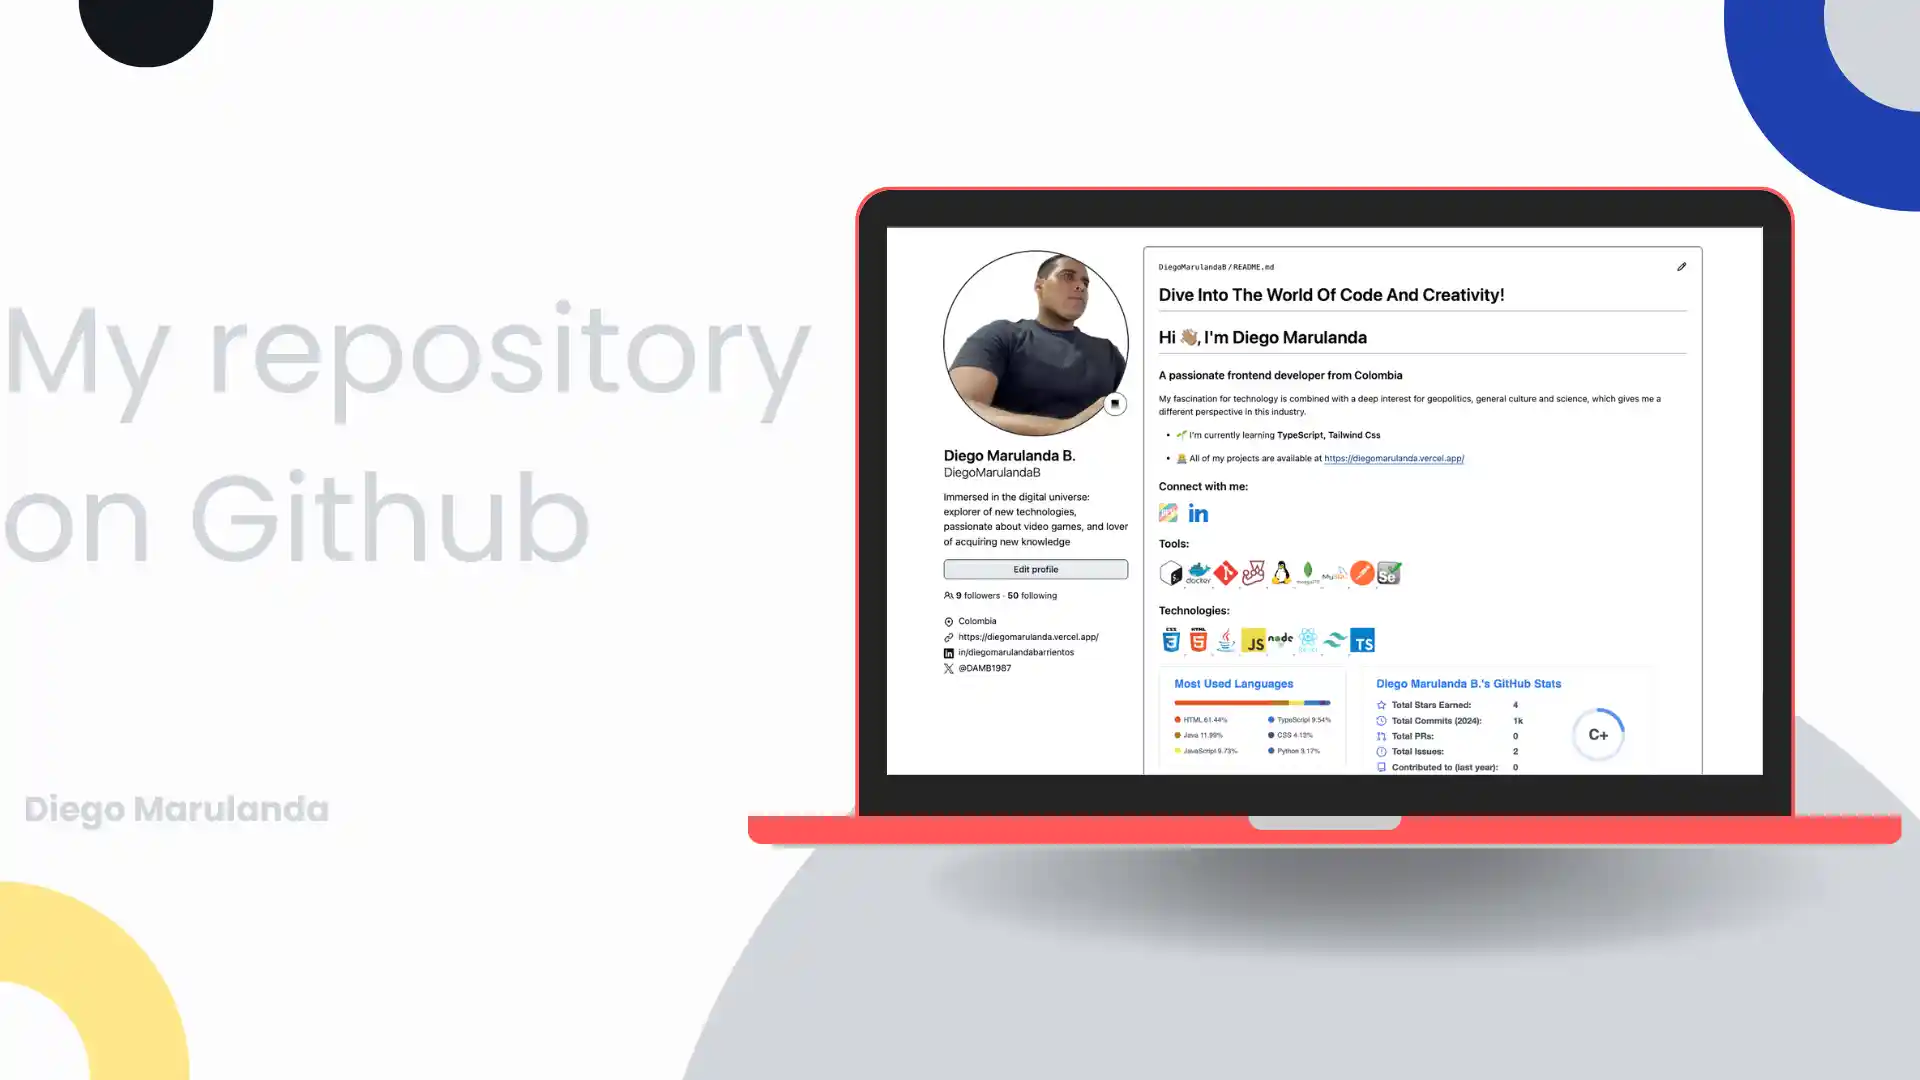 My repository
on Github
Diego Marulanda
Diego Marulanda B.
DiegoMarulandaB
Immersed in the digital universe:
explorer of new technologies,
passionate about video games, and lover
of acquiring new knowledge
Edit profile
9 followers · 50 following
Colombia
https://diegomarulanda.vercel.app/
in/diegomarulandabarrientos
@DAMB1987
DiegoMarulandaB/README.md
Dive Into The World Of Code And Creativity!
Hi 👋🏽, I'm Diego Marulanda
A passionate frontend developer from Colombia
My fascination for technology is combined with a deep interest for geopolitics, general culture and science, which gives me a
different perspective in this industry.
• 🌱 I'm currently learning TypeScript, Tailwind Css
• 👨‍💻 All of my projects are available at https://diegomarulanda.vercel.app/
Connect with me:
in
Tools:
docker
MySQL
Se
Technologies:
CSS 3
HTML 5
JS
node
TS
Most Used Languages
HTML 61.44%
Java 11.99%
JavaScript 9.73%
TypeScript 9.54%
CSS 4.13%
Python 3.17%
Diego Marulanda B.'s GitHub Stats
Total Stars Earned: 4
Total Commits (2024): 1k
Total PRs: 0
Total Issues: 2
Contributed to (last year): 0
C+